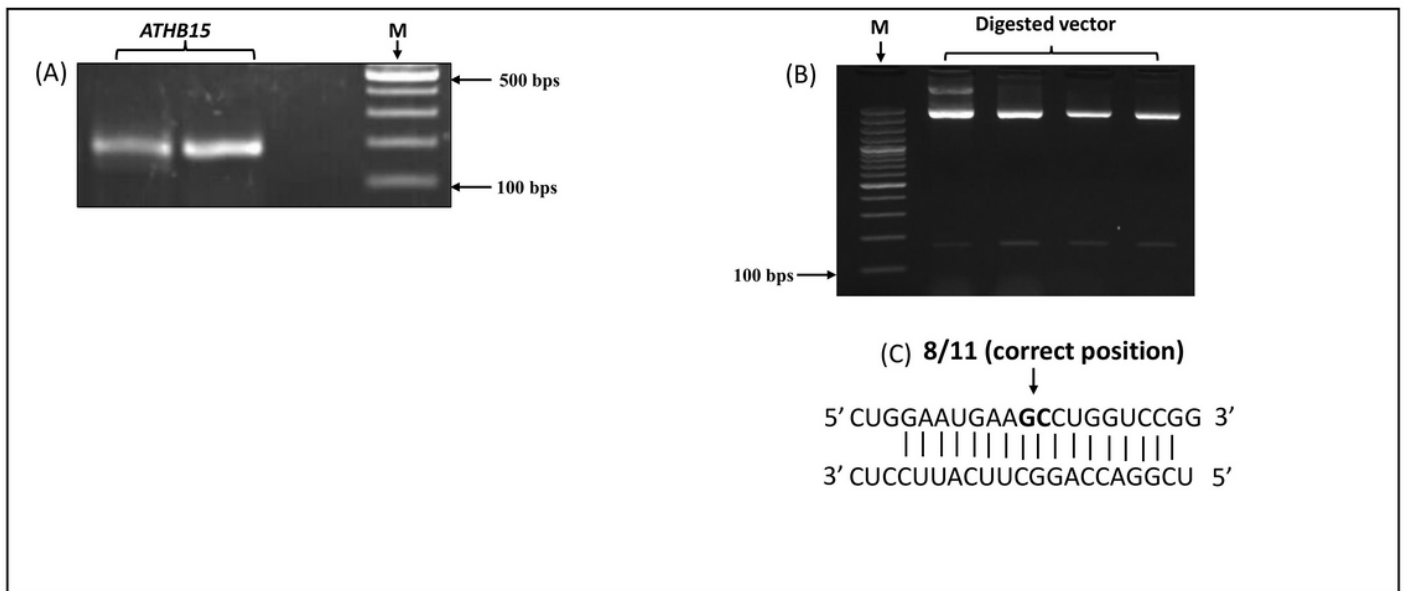 ATHB15
M
(A)
500 bps
100 bps
M
Digested vector
(B)
100 bps
(C) 8/11 (correct position)
5’ CUGGAAUGAAGCCUGGUCCGG 3’
3’ CUCCUUACUUCGGACCAGGCU 5’